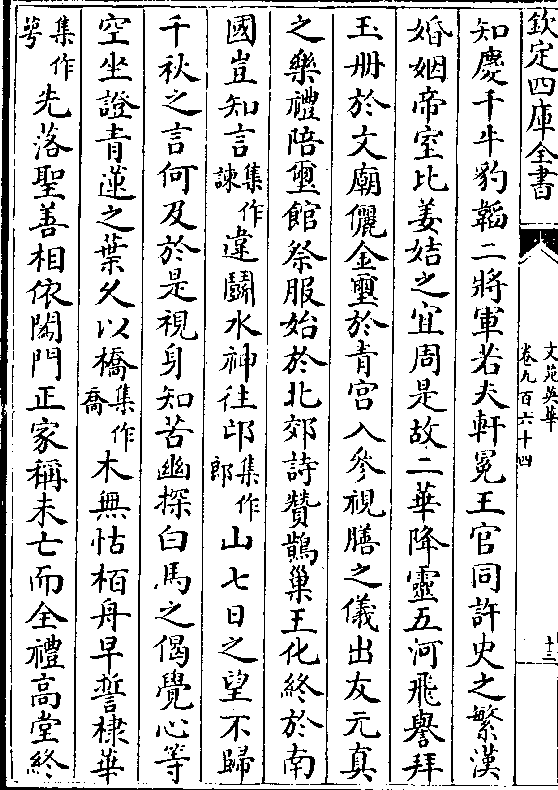 欽定四庫全書
文苑英華
卷九百六十四
十三
知慶千牛豹韜二將軍若夫軒冕王官同許史之繁漢
婚姻帝室比姜姞之宜周是故二華降靈五河飛譽拜
玉冊於文廟儷金璽於青宮入參視膳之儀出友元真
之樂禮陪璽館祭服始於北郊詩贊鵲巢王化終於南
國豈知言集作諫違鬬水神往邙集作郎山七日之望不歸
千秋之言何及於是視身知苦幽探白馬之偈覺心等
空坐證青蓮之葉乆以橋集作喬木無怙栢舟早誓棣華
集作萼先落聖善相依闔門正家稱未亡而全禮高堂終